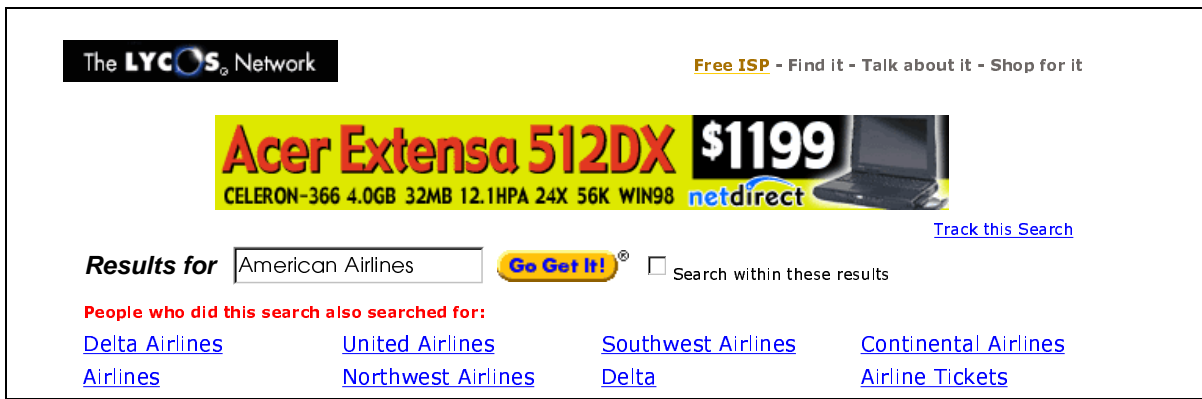 The LYCOS® Network
Free ISP - Find it - Talk about it - Shop for it
Acer Extensa 512DX $1199
CELERON-366 4.0GB 32MB 12.1HPA 24X 56K WIN98 netdirect
Track this Search
Results for American Airlines Go Get It!® Search within these results
People who did this search also searched for:
Delta Airlines United Airlines Southwest Airlines Continental Airlines
Airlines Northwest Airlines Delta Airline Tickets